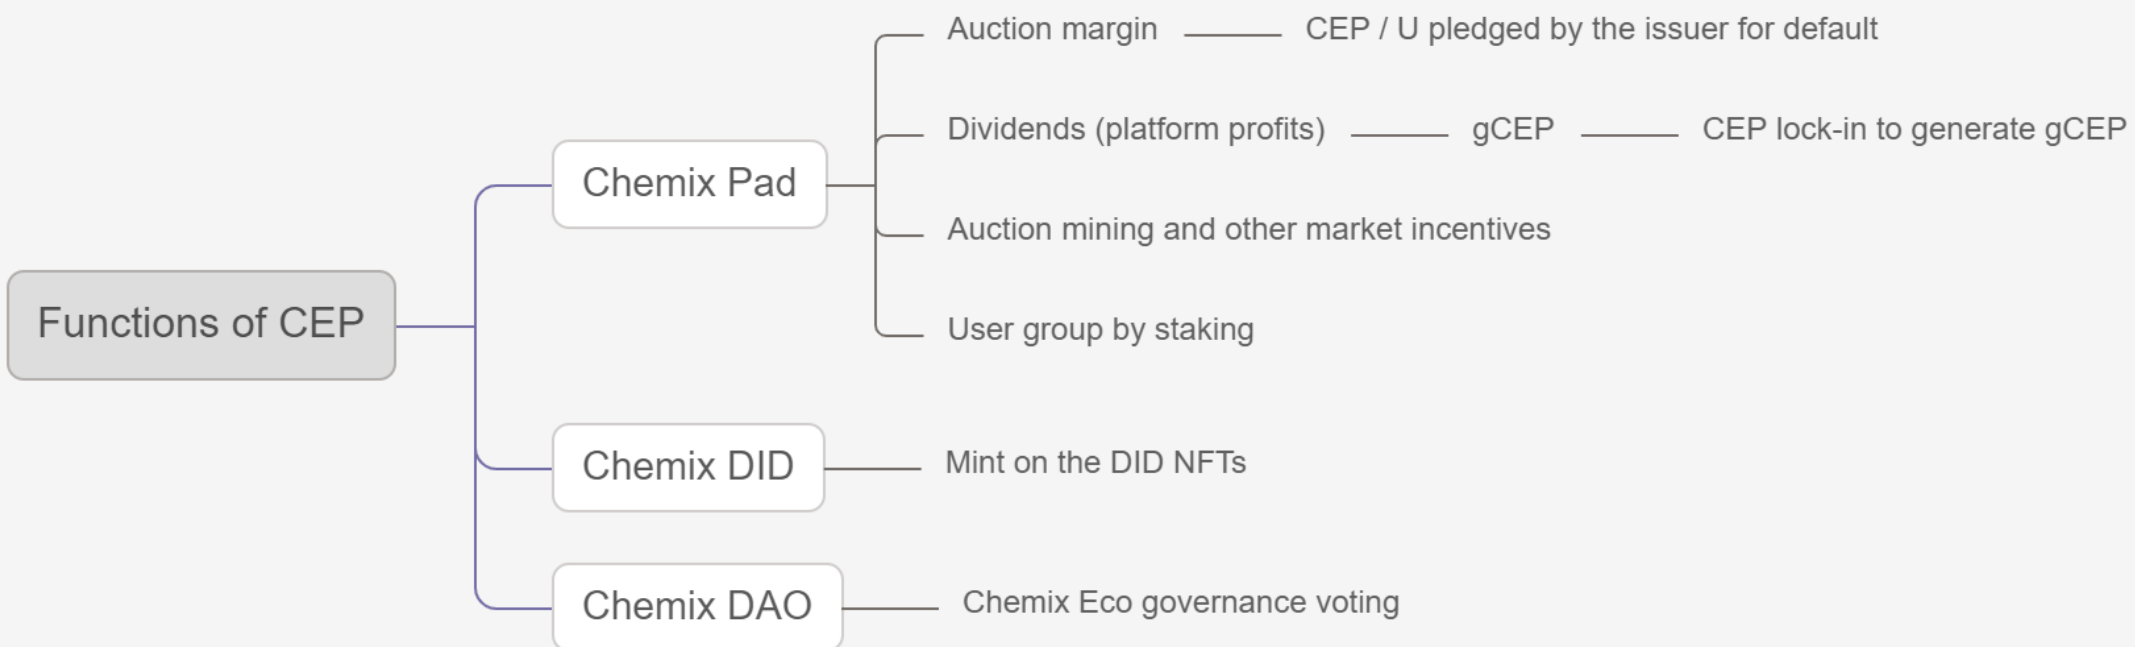 Functions of CEP
Chemix Pad
Auction margin
CEP / U pledged by the issuer for default
Dividends (platform profits)
gCEP
CEP lock-in to generate gCEP
Auction mining and other market incentives
User group by staking
Chemix DID
Mint on the DID NFTs
Chemix DAO
Chemix Eco governance voting